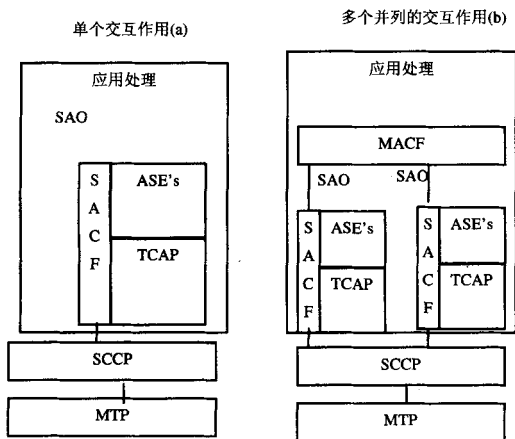 单个交互作用(a)
应用处理
SAO
S
A
C
F
ASE's
TCAP
SCCP
MTP
多个并列的交互作用(b)
应用处理
MACF
SAO
SAO
S
A
C
F
ASE's
TCAP
S
A
C
F
ASE's
TCAP
SCCP
MTP